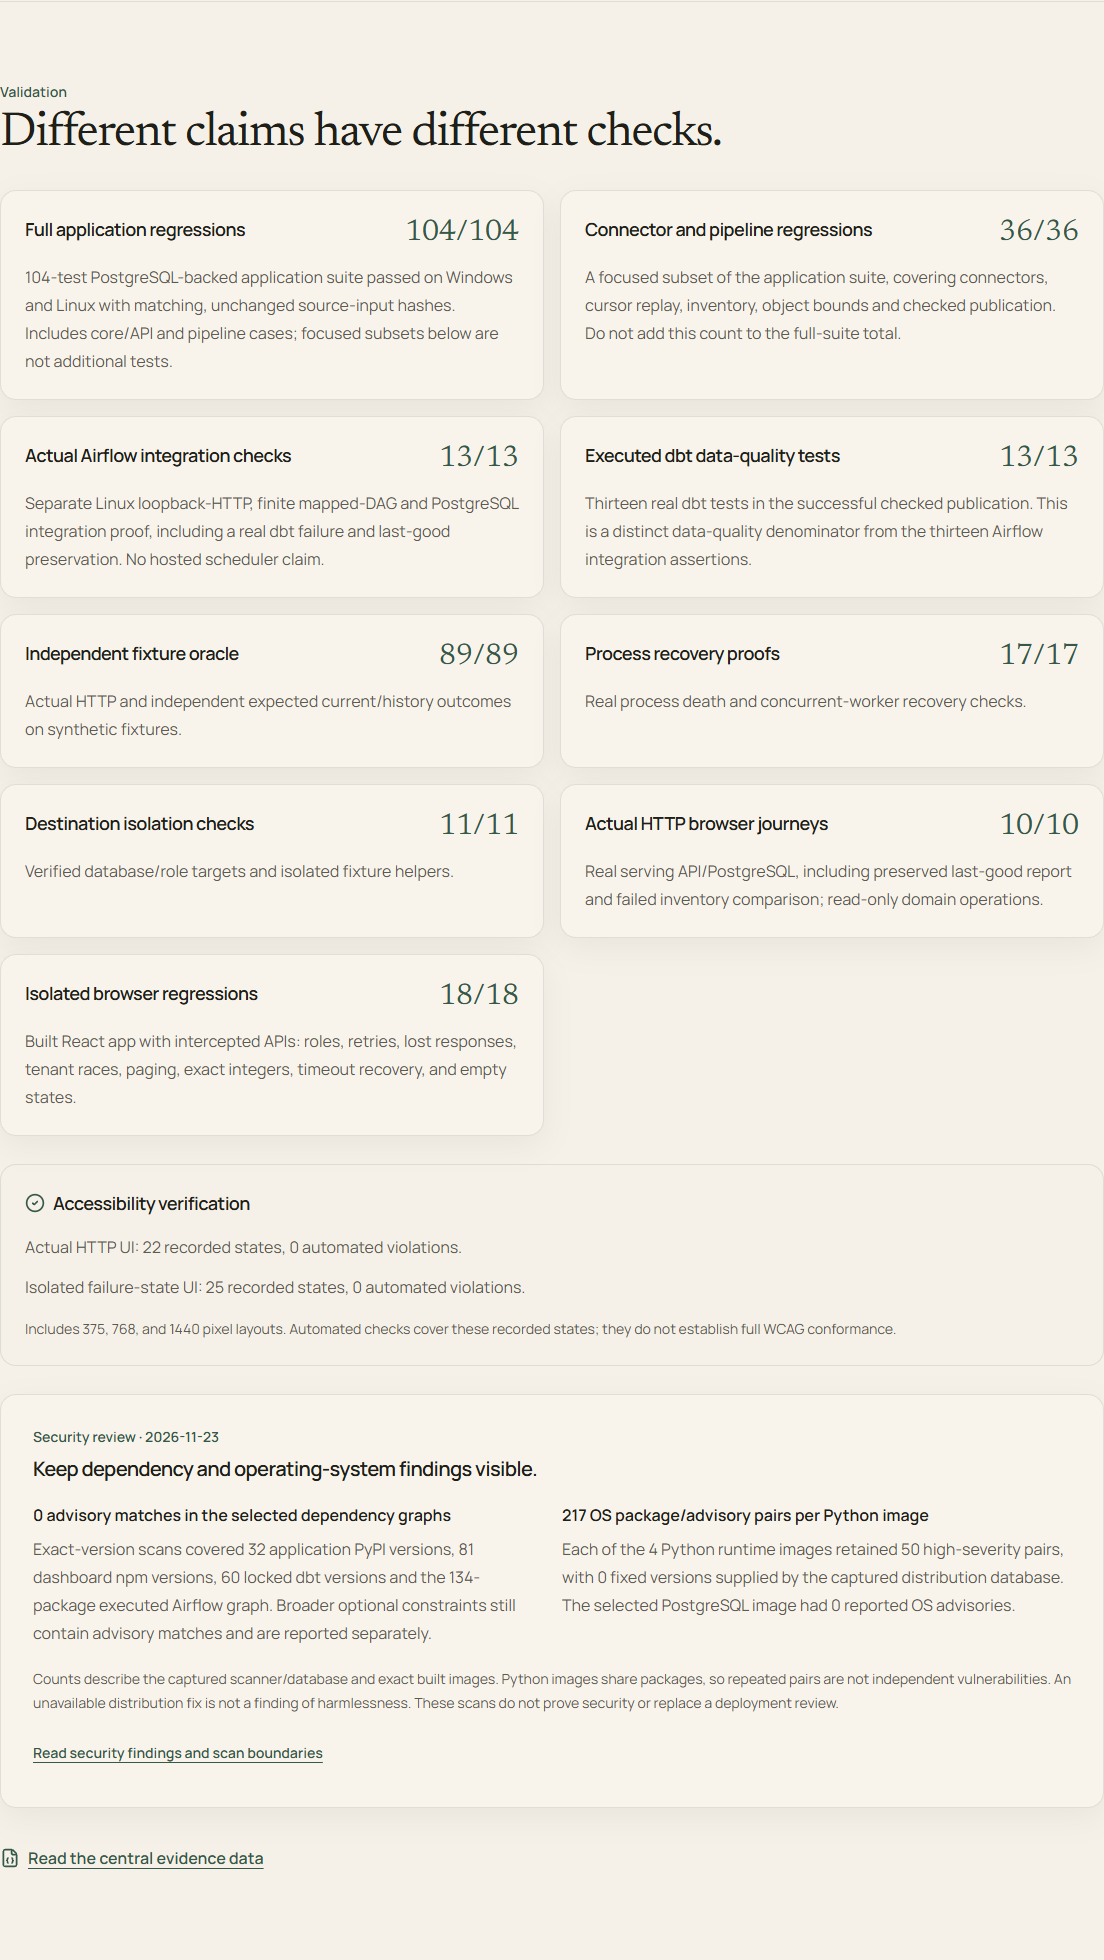 Validation
Different claims have different checks.
Full application regressions 104/104
104-test PostgreSQL-backed application suite passed on Windows
and Linux with matching, unchanged source-input hashes.
Includes core/API and pipeline cases; focused subsets below are
not additional tests.
Connector and pipeline regressions 36/36
A focused subset of the application suite, covering connectors,
cursor replay, inventory, object bounds and checked publication.
Do not add this count to the full-suite total.
Actual Airflow integration checks 13/13
Separate Linux loopback-HTTP, finite mapped-DAG and PostgreSQL
integration proof, including a real dbt failure and last-good
preservation. No hosted scheduler claim.
Executed dbt data-quality tests 13/13
Thirteen real dbt tests in the successful checked publication. This
is a distinct data-quality denominator from the thirteen Airflow
integration assertions.
Independent fixture oracle 89/89
Actual HTTP and independent expected current/history outcomes
on synthetic fixtures.
Process recovery proofs 17/17
Real process death and concurrent-worker recovery checks.
Destination isolation checks 11/11
Verified database/role targets and isolated fixture helpers.
Actual HTTP browser journeys 10/10
Real serving API/PostgreSQL, including preserved last-good report
and failed inventory comparison; read-only domain operations.
Isolated browser regressions 18/18
Built React app with intercepted APIs: roles, retries, lost responses,
tenant races, paging, exact integers, timeout recovery, and empty
states.
Accessibility verification
Actual HTTP UI: 22 recorded states, 0 automated violations.
Isolated failure-state UI: 25 recorded states, 0 automated violations.
Includes 375, 768, and 1440 pixel layouts. Automated checks cover these recorded states; they do not establish full WCAG conformance.
Security review · 2026-11-23
Keep dependency and operating-system findings visible.
0 advisory matches in the selected dependency graphs
Exact-version scans covered 32 application PyPI versions, 81
dashboard npm versions, 60 locked dbt versions and the 134-
package executed Airflow graph. Broader optional constraints still
contain advisory matches and are reported separately.
217 OS package/advisory pairs per Python image
Each of the 4 Python runtime images retained 50 high-severity pairs,
with 0 fixed versions supplied by the captured distribution database.
The selected PostgreSQL image had 0 reported OS advisories.
Counts describe the captured scanner/database and exact built images. Python images share packages, so repeated pairs are not independent vulnerabilities. An
unavailable distribution fix is not a finding of harmlessness. These scans do not prove security or replace a deployment review.
Read security findings and scan boundaries
Read the central evidence data